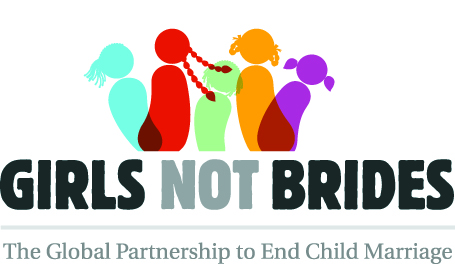 GIRLS NOT BRIDES
The Global Partnership to End Child Marriage